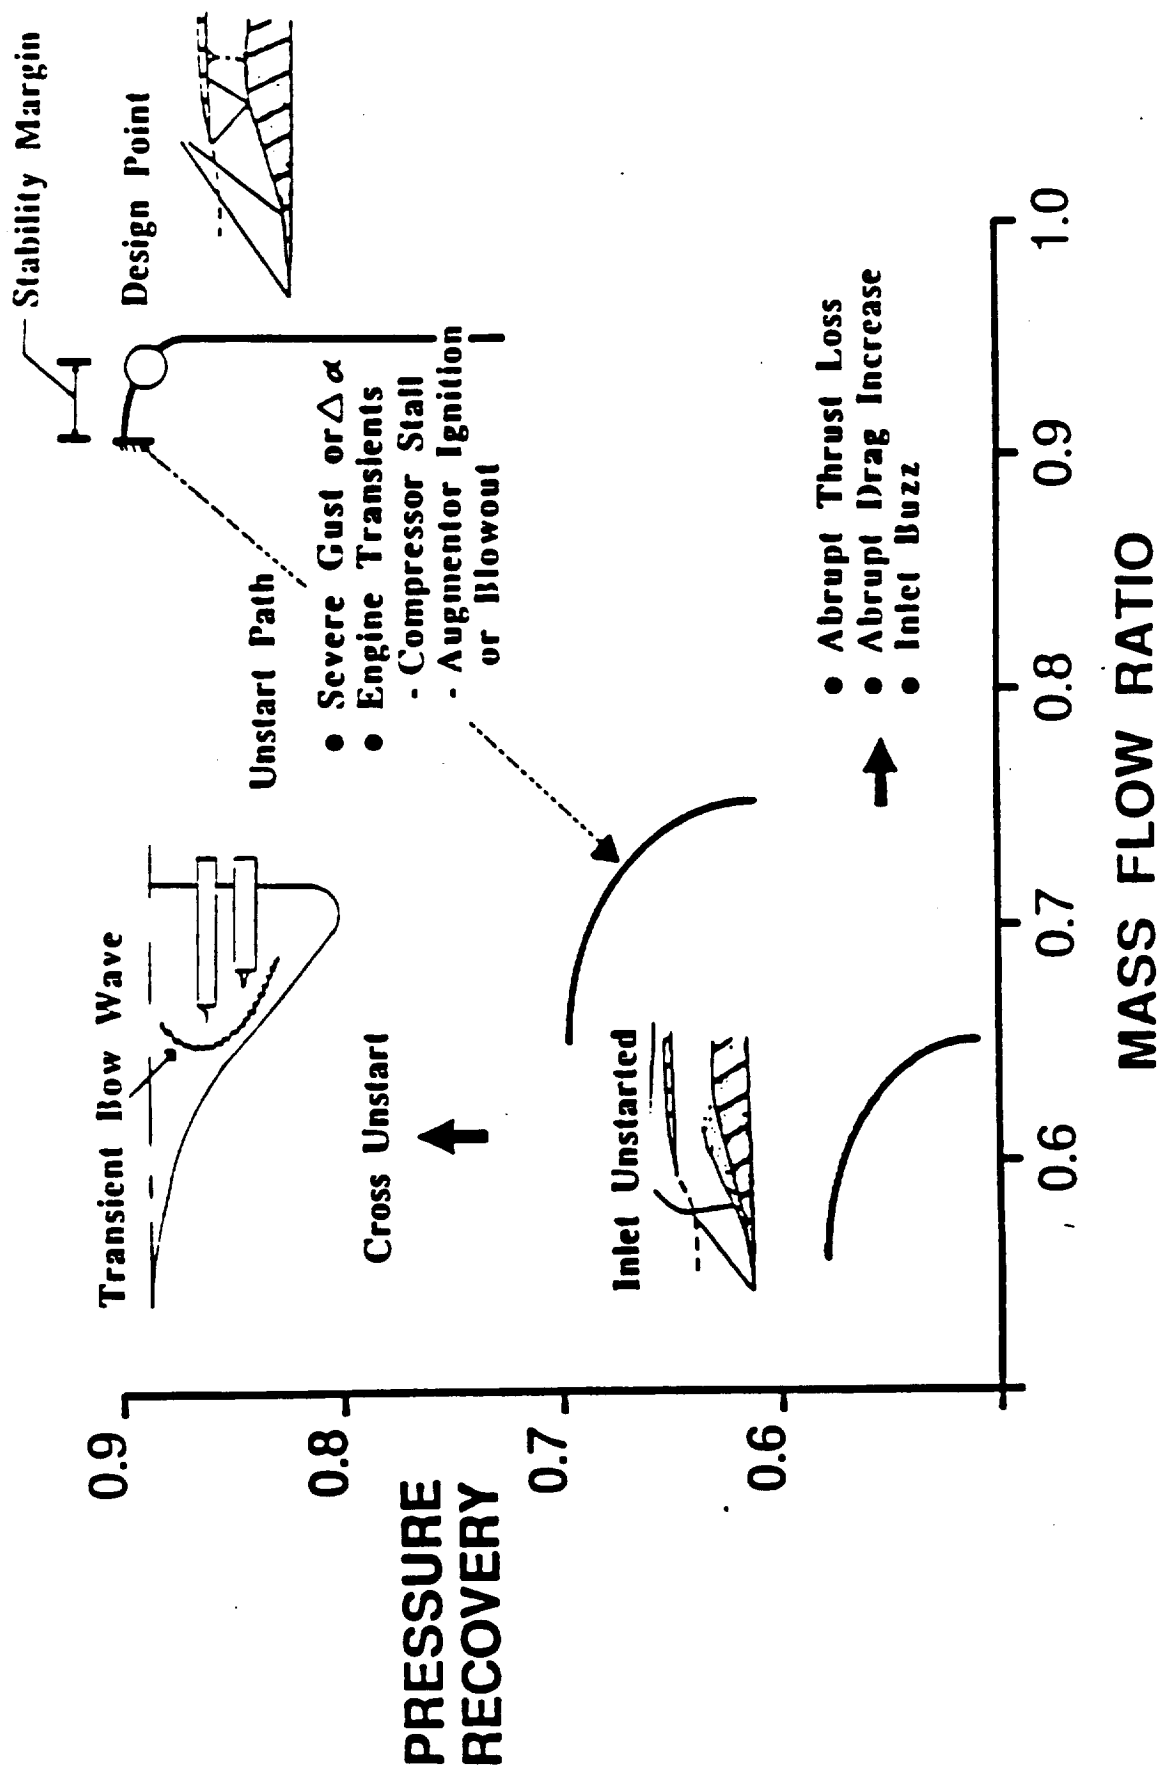 Stability Margin
Design Point
Transient Bow Wave
Unstart Path
● Severe Gust or Δ α
● Engine Transients
- Compressor Stall
- Augmentor Ignition
or Blowout
Cross Unstart
Inlet Unstarted
● Abrupt Thrust Loss
● Abrupt Drag Increase
● Inlet Buzz
PRESSURE
RECOVERY
0.9
0.8
0.7
0.6
0.6 0.7 0.8 0.9 1.0
MASS FLOW RATIO